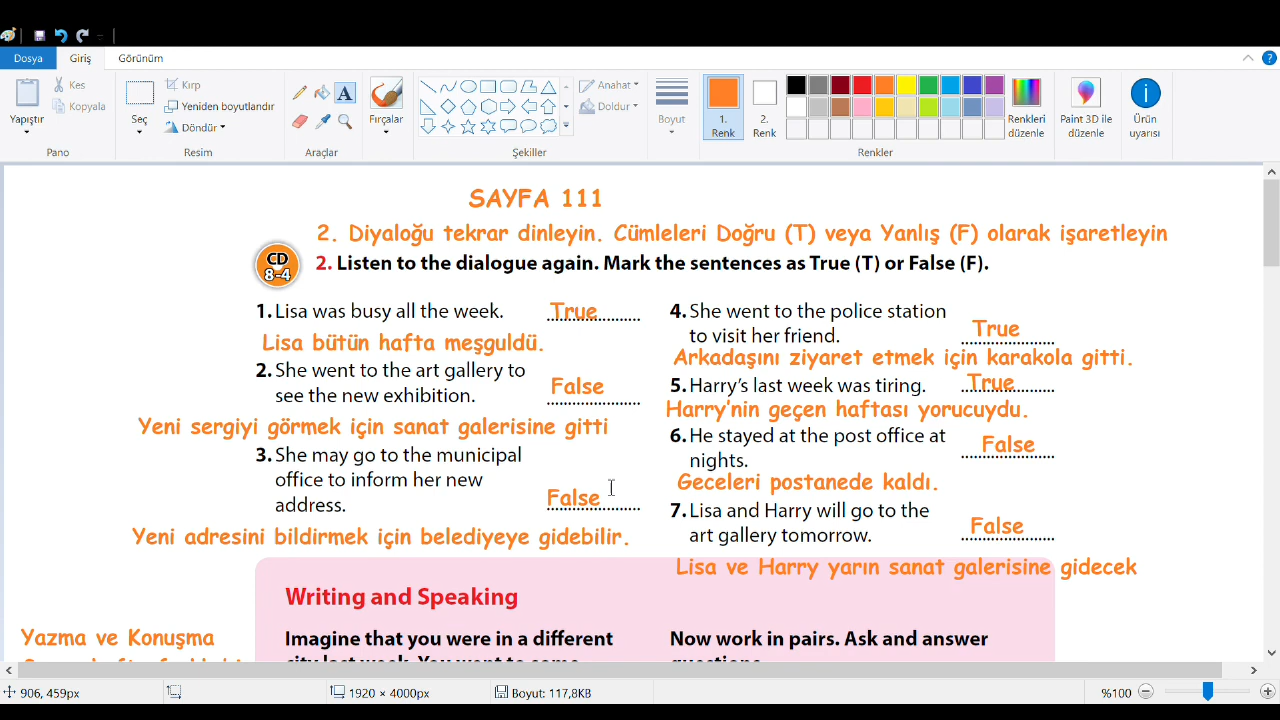 Dosya Giriş Görünüm
Yapıştır
Kes
Kopyala
Pano
Seç
Kırp
Yeniden boyutlandır
Döndür
Resim
Araçlar
Fırçalar
Şekiller
Anahat
Doldur
Boyut
1.
Renk
2.
Renk
Renkleri
düzenle
Renkler
Paint 3D ile
düzenle
Ürün
uyarısı
SAYFA 111
2. Diyaloğu tekrar dinleyin. Cümleleri Doğru (T) veya Yanlış (F) olarak işaretleyin
CD
8-4
2. Listen to the dialogue again. Mark the sentences as True (T) or False (F).
1. Lisa was busy all the week. True
Lisa bütün hafta meşguldü.
2. She went to the art gallery to
see the new exhibition. False
Yeni sergiyi görmek için sanat galerisine gitti
3. She may go to the municipal
office to inform her new
address. False
Yeni adresini bildirmek için belediyeye gidebilir.
4. She went to the police station
to visit her friend. True
Arkadaşını ziyaret etmek için karakola gitti.
5. Harry's last week was tiring. True
Harry'nin geçen haftası yorucuydu.
6. He stayed at the post office at
nights. False
Geceleri postanede kaldı.
7. Lisa and Harry will go to the
art gallery tomorrow. False
Lisa ve Harry yarın sanat galerisine gidecek
Writing and Speaking
Yazma ve Konuşma
Imagine that you were in a different
Now work in pairs. Ask and answer
906, 459px
1920 × 4000px
Boyut: 117,8KB
%100